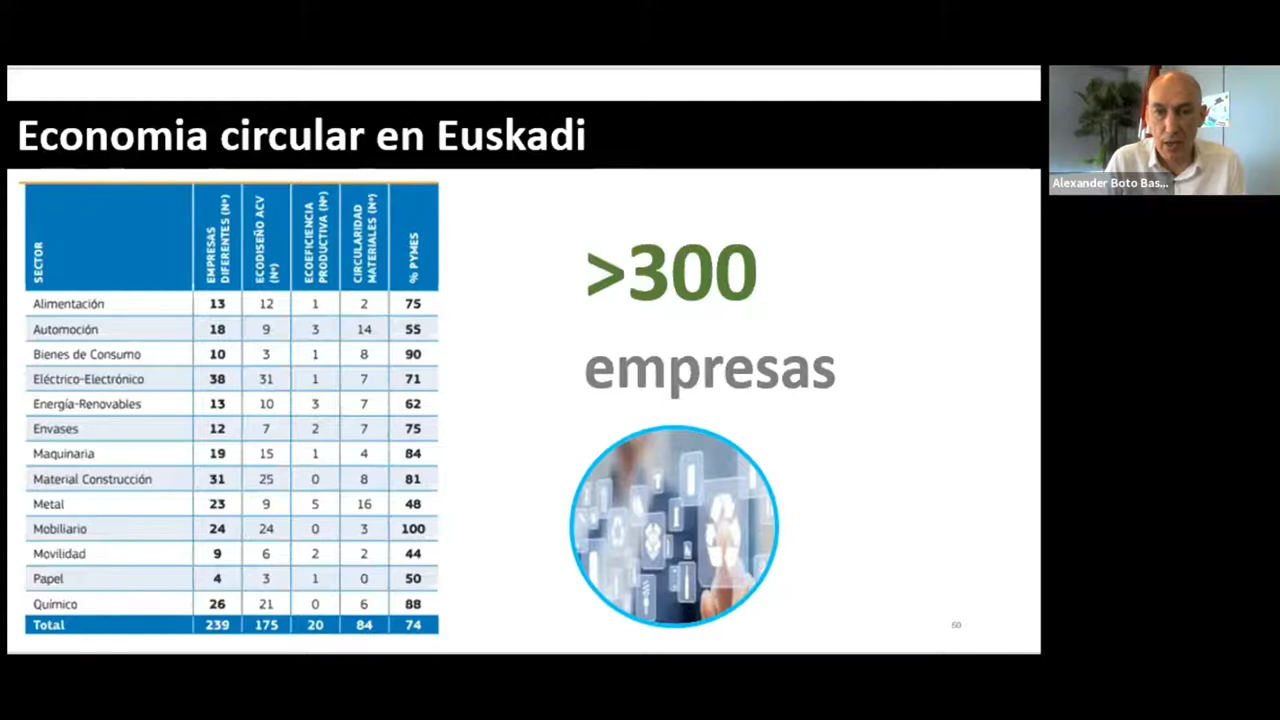 Economia circular en Euskadi
SECTOR EMPRESAS DIFERENTES (Nº) ECODISEÑO ACV (Nº) ECOEFICIENCIA PRODUCTIVA (Nº) CIRCULARIDAD MATERIALES (Nº) % PYMES
Alimentación 13 12 1 2 75
Automoción 18 9 3 14 55
Bienes de Consumo 10 3 1 8 90
Eléctrico-Electrónico 38 31 1 7 71
Energía-Renovables 13 10 3 7 62
Envases 12 7 2 7 75
Maquinaria 19 15 1 4 84
Material Construcción 31 25 0 8 81
Metal 23 9 5 16 48
Mobiliario 24 24 0 3 100
Movilidad 9 6 2 2 44
Papel 4 3 1 0 50
Químico 26 21 0 6 88
Total 239 175 20 84 74
>300
empresas
Alexander Boto Bas...